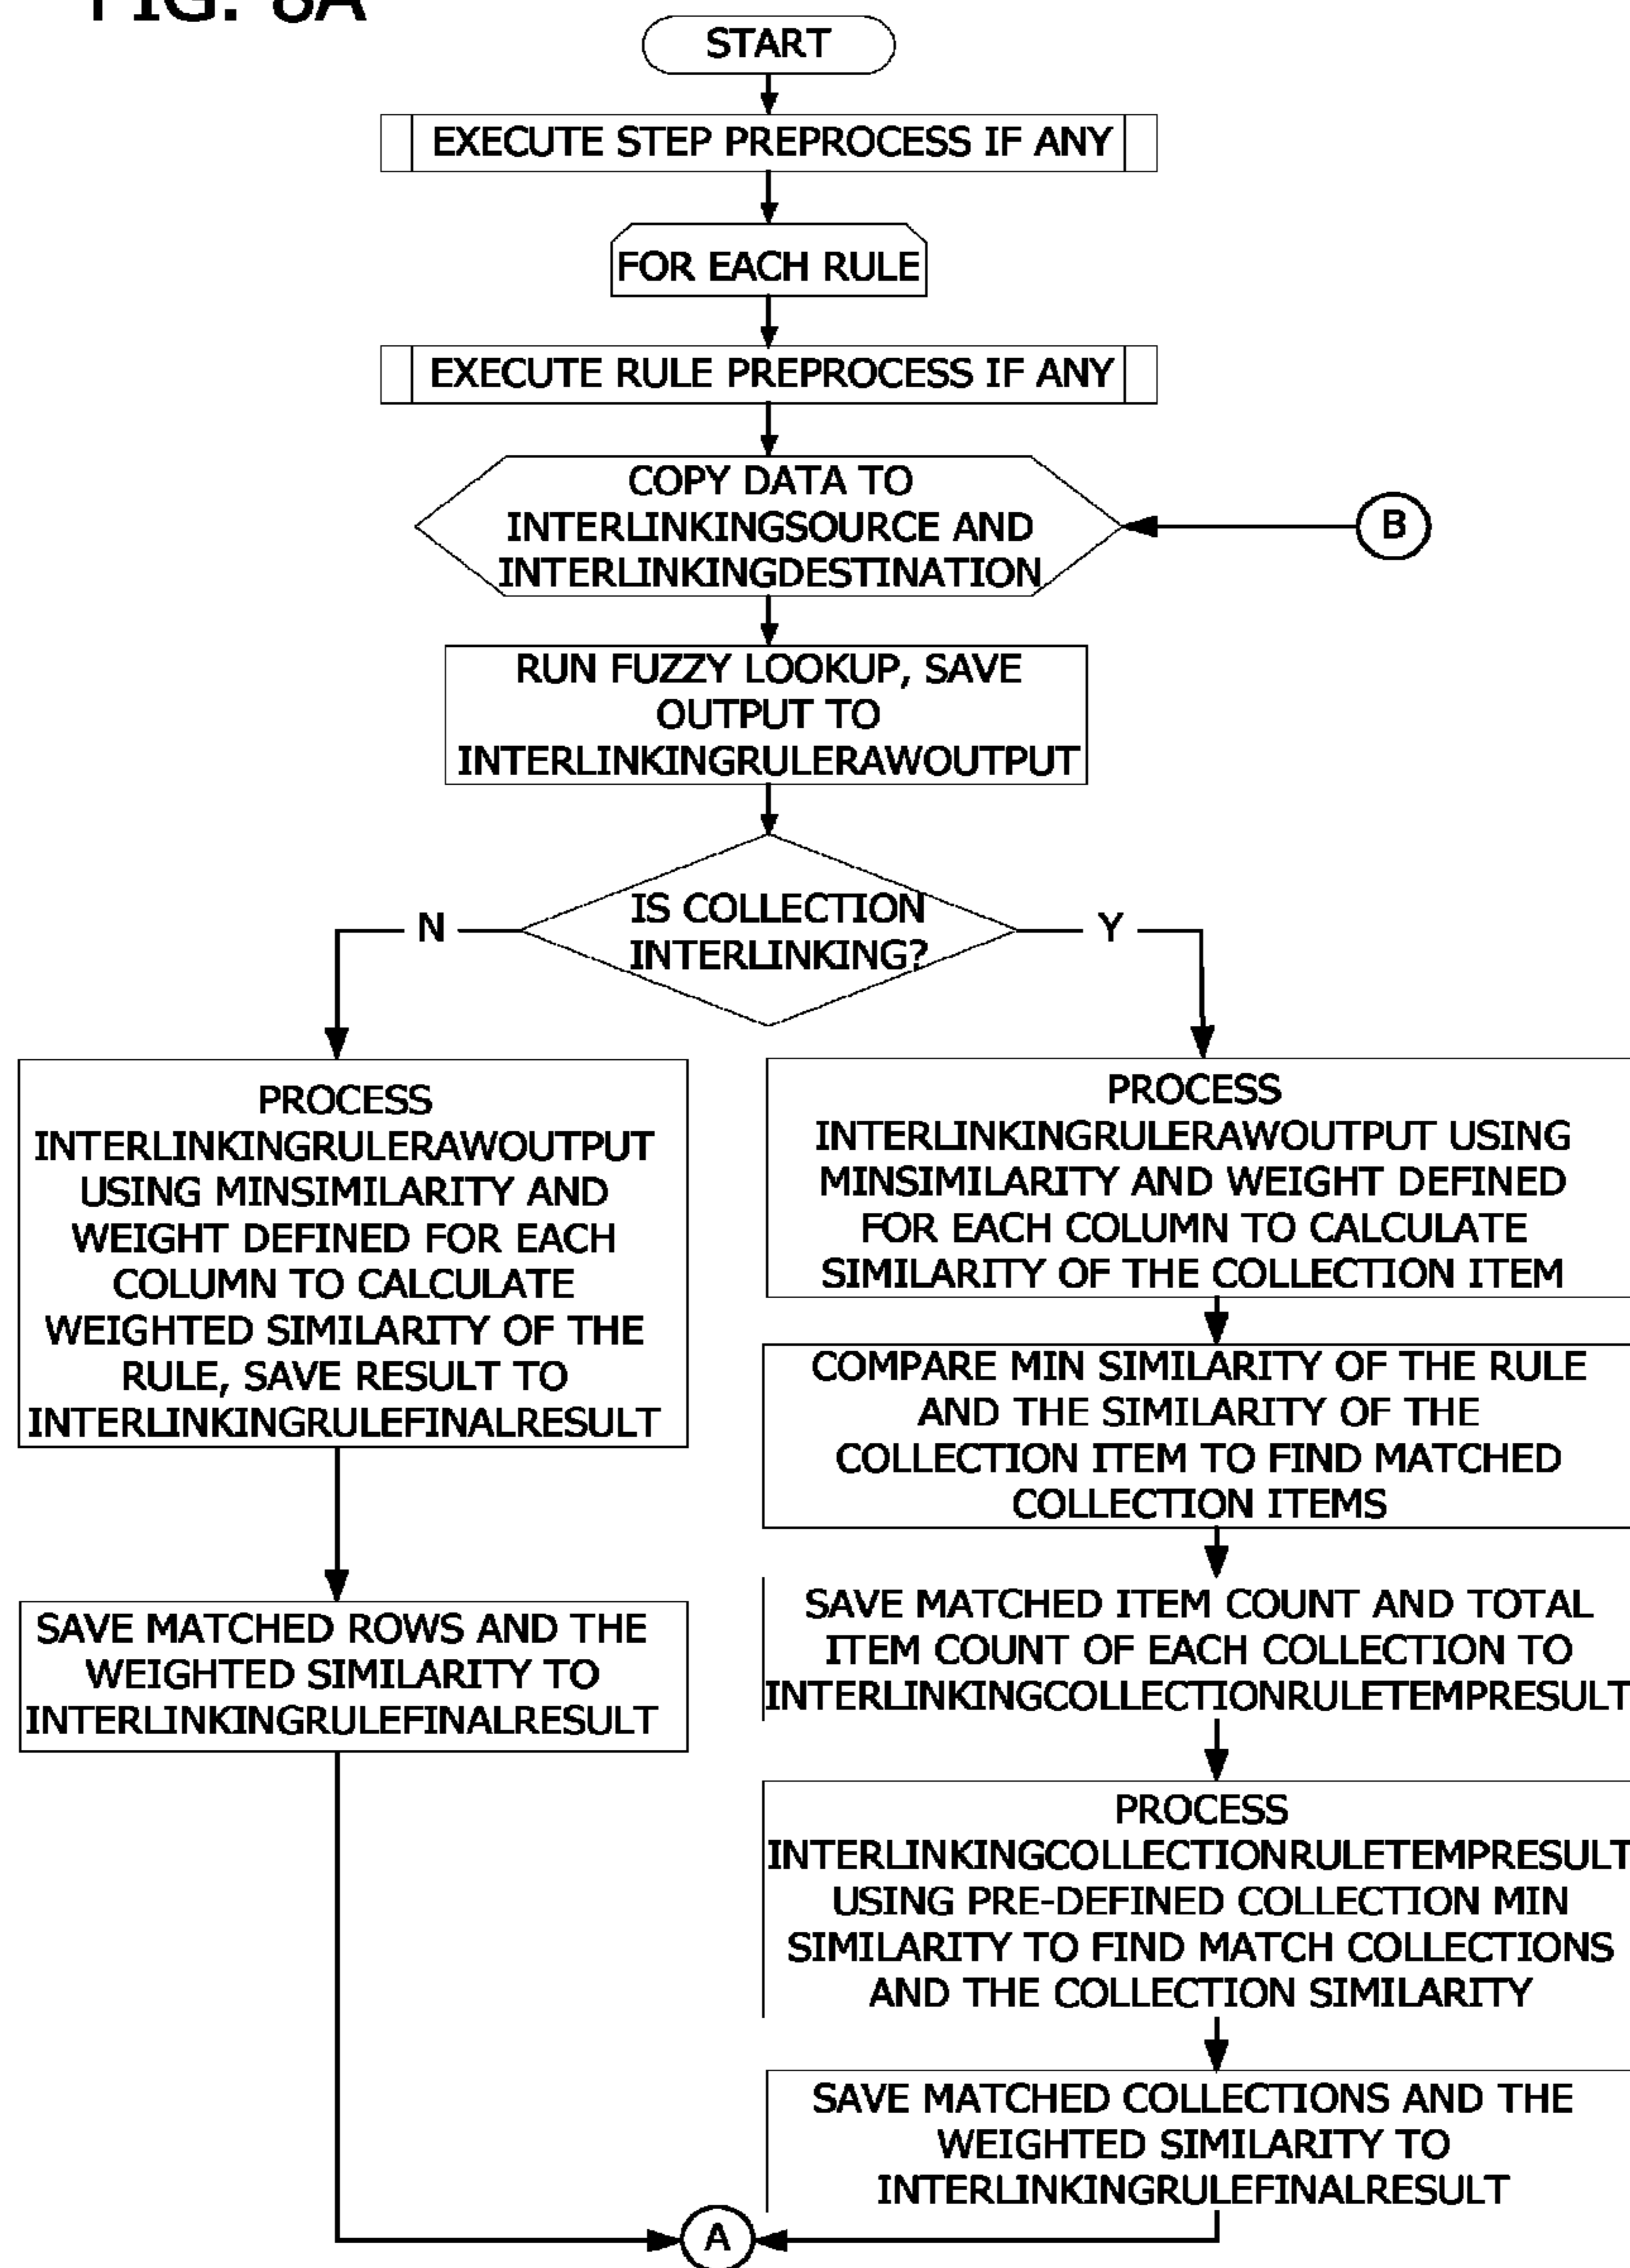 FIG. 8A
START
EXECUTE STEP PREPROCESS IF ANY
FOR EACH RULE
EXECUTE RULE PREPROCESS IF ANY
COPY DATA TO
INTERLINKINGSOURCE AND
INTERLINKINGDESTINATION
B
RUN FUZZY LOOKUP, SAVE
OUTPUT TO
INTERLINKINGRULERAWOUTPUT
IS COLLECTION
INTERLINKING?
N
Y
PROCESS
INTERLINKINGRULERAWOUTPUT
USING MINSIMILARITY AND
WEIGHT DEFINED FOR EACH
COLUMN TO CALCULATE
WEIGHTED SIMILARITY OF THE
RULE, SAVE RESULT TO
INTERLINKINGRULEFINALRESULT
SAVE MATCHED ROWS AND THE
WEIGHTED SIMILARITY TO
INTERLINKINGRULEFINALRESULT
PROCESS
INTERLINKINGRULERAWOUTPUT USING
MINSIMILARITY AND WEIGHT DEFINED
FOR EACH COLUMN TO CALCULATE
SIMILARITY OF THE COLLECTION ITEM
COMPARE MIN SIMILARITY OF THE RULE
AND THE SIMILARITY OF THE
COLLECTION ITEM TO FIND MATCHED
COLLECTION ITEMS
SAVE MATCHED ITEM COUNT AND TOTAL
ITEM COUNT OF EACH COLLECTION TO
INTERLINKINGCOLLECTIONRULETEMPRESULT
PROCESS
INTERLINKINGCOLLECTIONRULETEMPRESULT
USING PRE-DEFINED COLLECTION MIN
SIMILARITY TO FIND MATCH COLLECTIONS
AND THE COLLECTION SIMILARITY
SAVE MATCHED COLLECTIONS AND THE
WEIGHTED SIMILARITY TO
INTERLINKINGRULEFINALRESULT
A